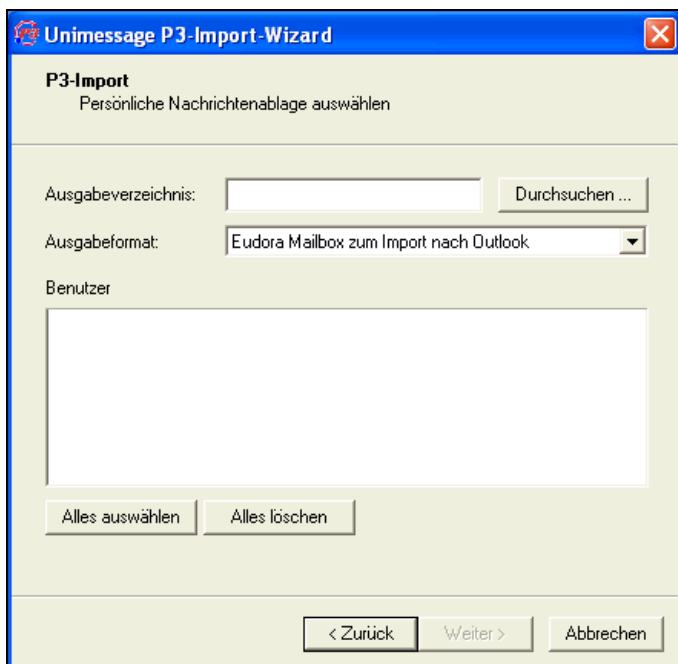 Unimessage P3-Import-Wizard
P3-Import
Persönliche Nachrichtenablage auswählen
Ausgabeverzeichnis:
Durchsuchen ...
Ausgabeformat:
Eudora Mailbox zum Import nach Outlook
Benutzer
Alles auswählen
Alles löschen
< Zurück
Weiter >
Abbrechen